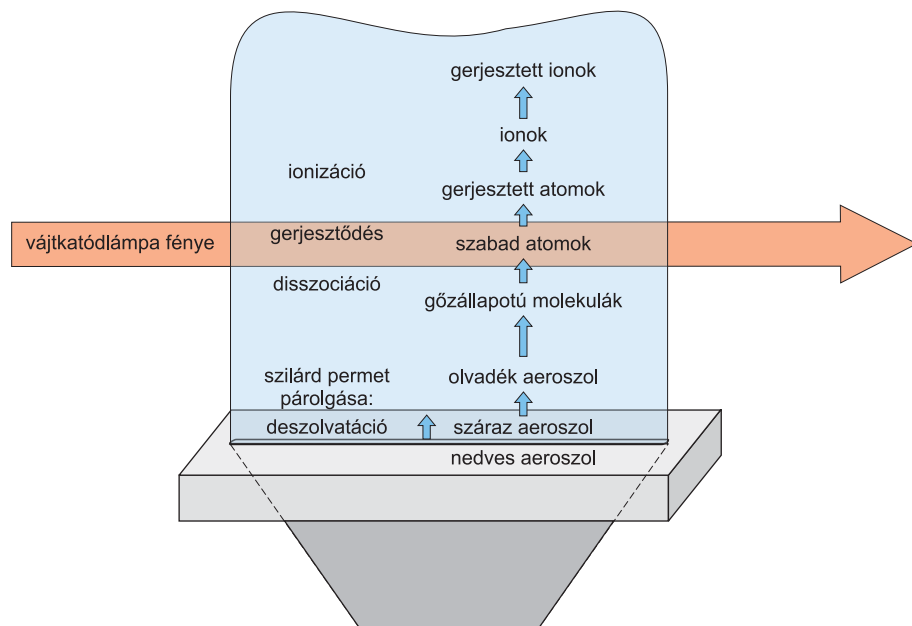 gerjesztett ionok
ionok
ionizáció
gerjesztett atomok
vájtkatódlámpa fénye
gerjesztődés
szabad atomok
disszociáció
gőzállapotú molekulák
szilárd permet
párolgása:
olvadék aeroszol
deszolvatáció
száraz aeroszol
nedves aeroszol